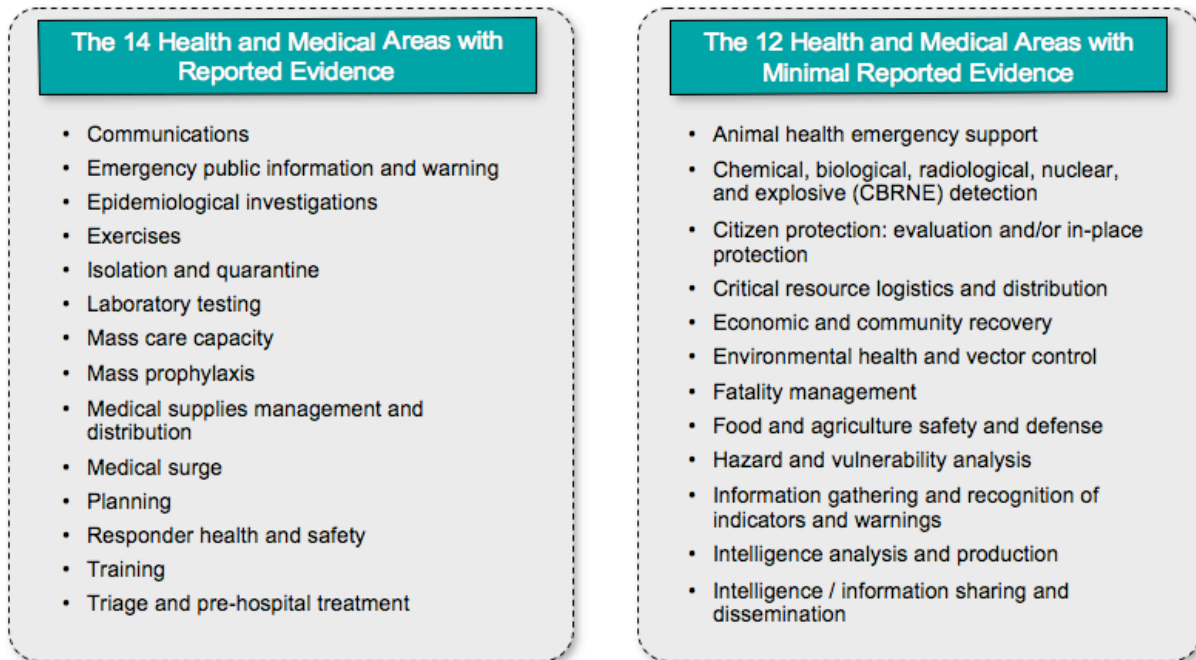 The 14 Health and Medical Areas with
Reported Evidence
• Communications
• Emergency public information and warning
• Epidemiological investigations
• Exercises
• Isolation and quarantine
• Laboratory testing
• Mass care capacity
• Mass prophylaxis
• Medical supplies management and
distribution
• Medical surge
• Planning
• Responder health and safety
• Training
• Triage and pre-hospital treatment
The 12 Health and Medical Areas with
Minimal Reported Evidence
• Animal health emergency support
• Chemical, biological, radiological, nuclear,
and explosive (CBRNE) detection
• Citizen protection: evaluation and/or in-place
protection
• Critical resource logistics and distribution
• Economic and community recovery
• Environmental health and vector control
• Fatality management
• Food and agriculture safety and defense
• Hazard and vulnerability analysis
• Information gathering and recognition of
indicators and warnings
• Intelligence analysis and production
• Intelligence / information sharing and
dissemination